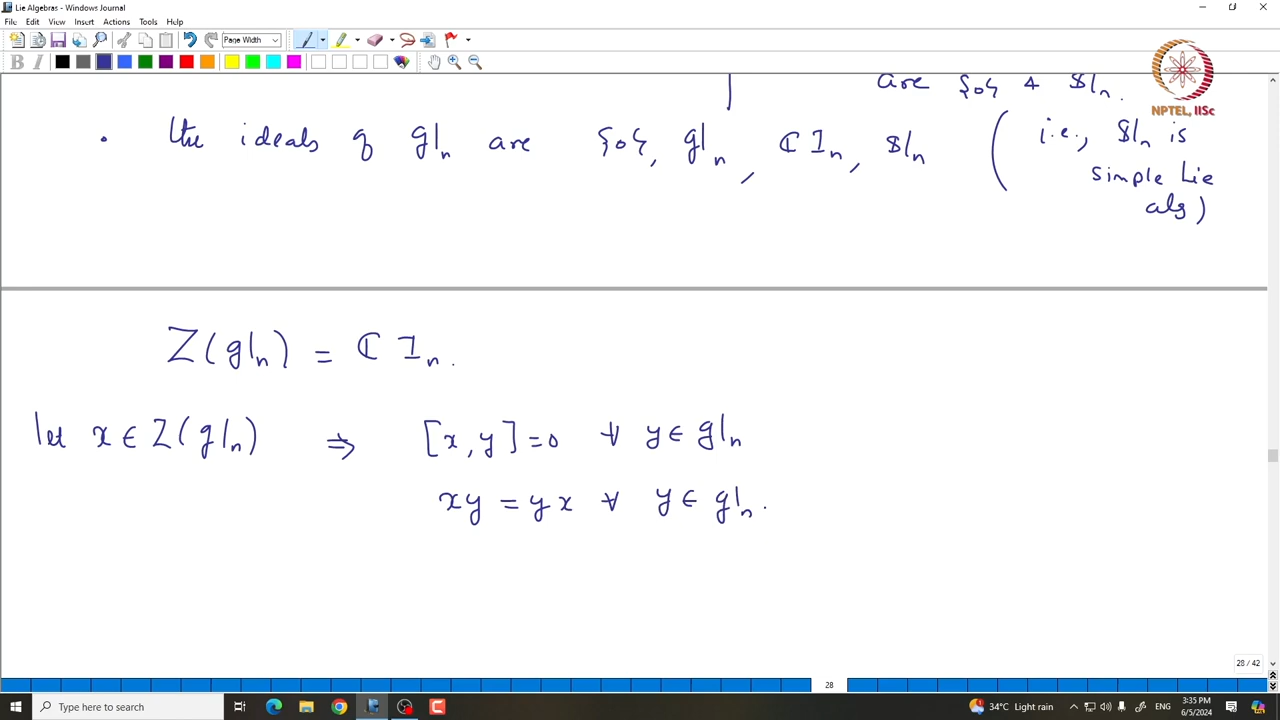 Lie Algebras - Windows Journal
File Edit View Insert Actions Tools Help
Page Width
B I
NPTEL, IISc
are {0} & sl_n.
• The ideals of gl_n are {0}, gl_n, ℂ I_n, sl_n (i.e., sl_n is
simple Lie
alg)
Z(gl_n) = ℂ I_n.
let x ∈ Z(gl_n) ⇒ [x, y] = 0 ∀ y ∈ gl_n
xy = yx ∀ y ∈ gl_n.
28 / 42
28
Type here to search
34°C Light rain
ENG
3:35 PM
6/5/2024